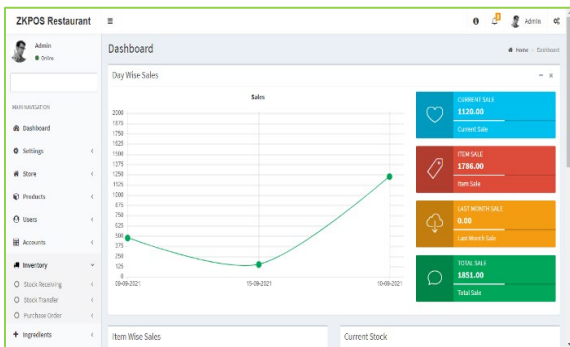 ZKPOS Restaurant
Admin
Admin
Online
Dashboard
Home > Dashboard
Day Wise Sales
Sales
2000
1875
1750
1625
1500
1375
1250
1125
1000
875
750
625
500
375
250
125
0
09-09-2021
15-09-2021
10-09-2021
CURRENT SALE
1120.00
Current Sale
ITEM SALE
1786.00
Item Sale
LAST MONTH SALE
0.00
Last Month Sale
TOTAL SALE
1851.00
Total Sale
MAIN NAVIGATION
Dashboard
Settings
Store
Products
Users
Accounts
Inventory
Stock Receiving
Stock Transfer
Purchase Order
Ingredients
Item Wise Sales
Current Stock